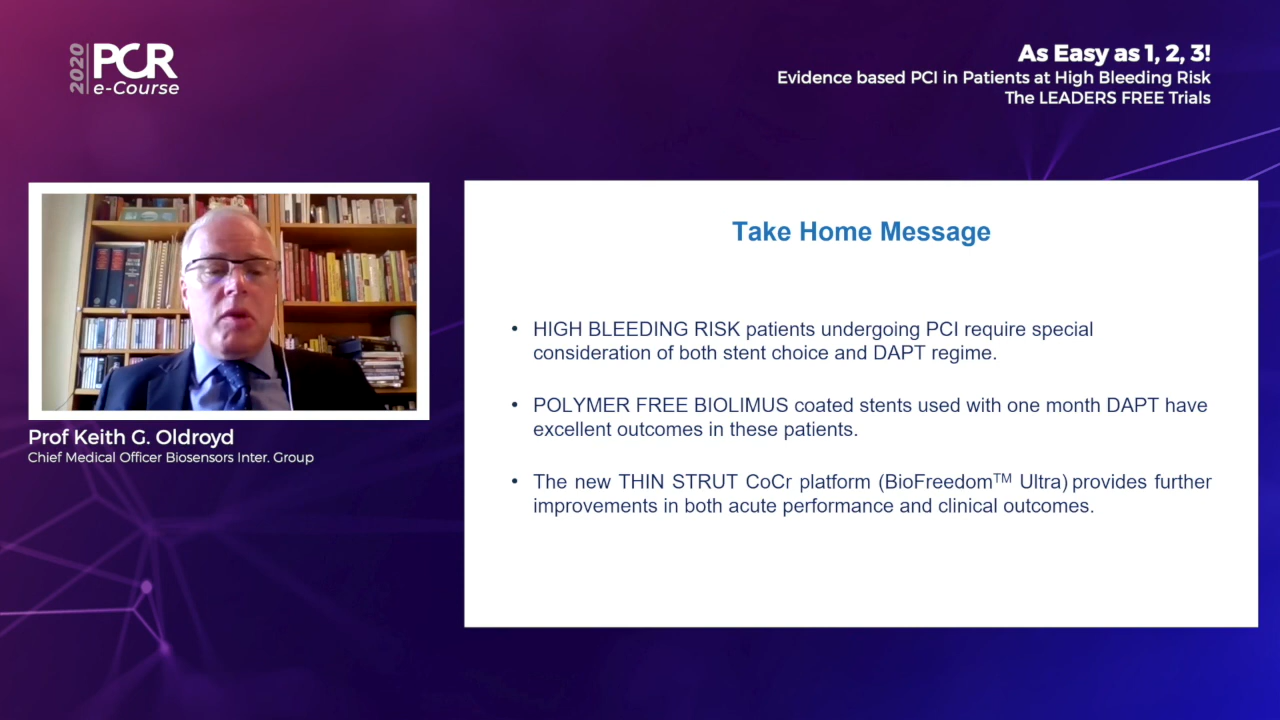 2020
PCR
e-Course
As Easy as 1, 2, 3!
Evidence based PCI in Patients at High Bleeding Risk
The LEADERS FREE Trials
Prof Keith G. Oldroyd
Chief Medical Officer Biosensors Inter. Group
Take Home Message
• HIGH BLEEDING RISK patients undergoing PCI require special
consideration of both stent choice and DAPT regime.
• POLYMER FREE BIOLIMUS coated stents used with one month DAPT have
excellent outcomes in these patients.
• The new THIN STRUT CoCr platform (BioFreedom™ Ultra) provides further
improvements in both acute performance and clinical outcomes.